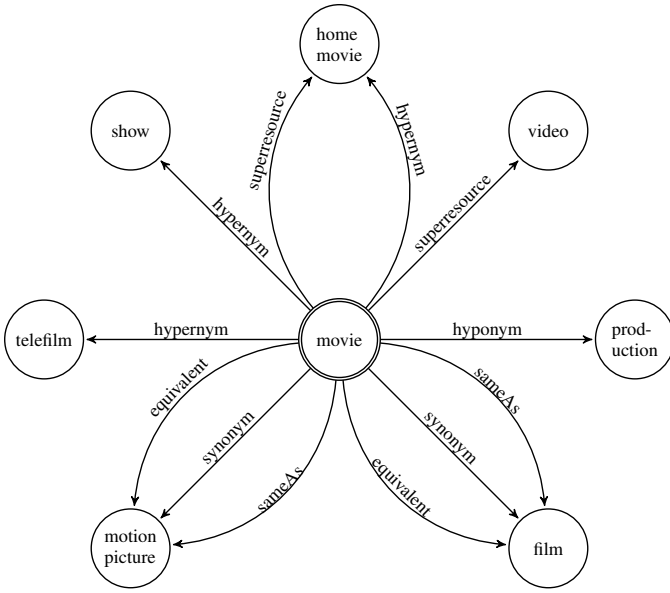 home
movie
show
video
superresource
hypernym
hypernym
superresource
telefilm
hypernym
movie
hyponym
prod-
uction
equivalent
synonym
sameAs
equivalent
synonym
sameAs
motion
picture
film